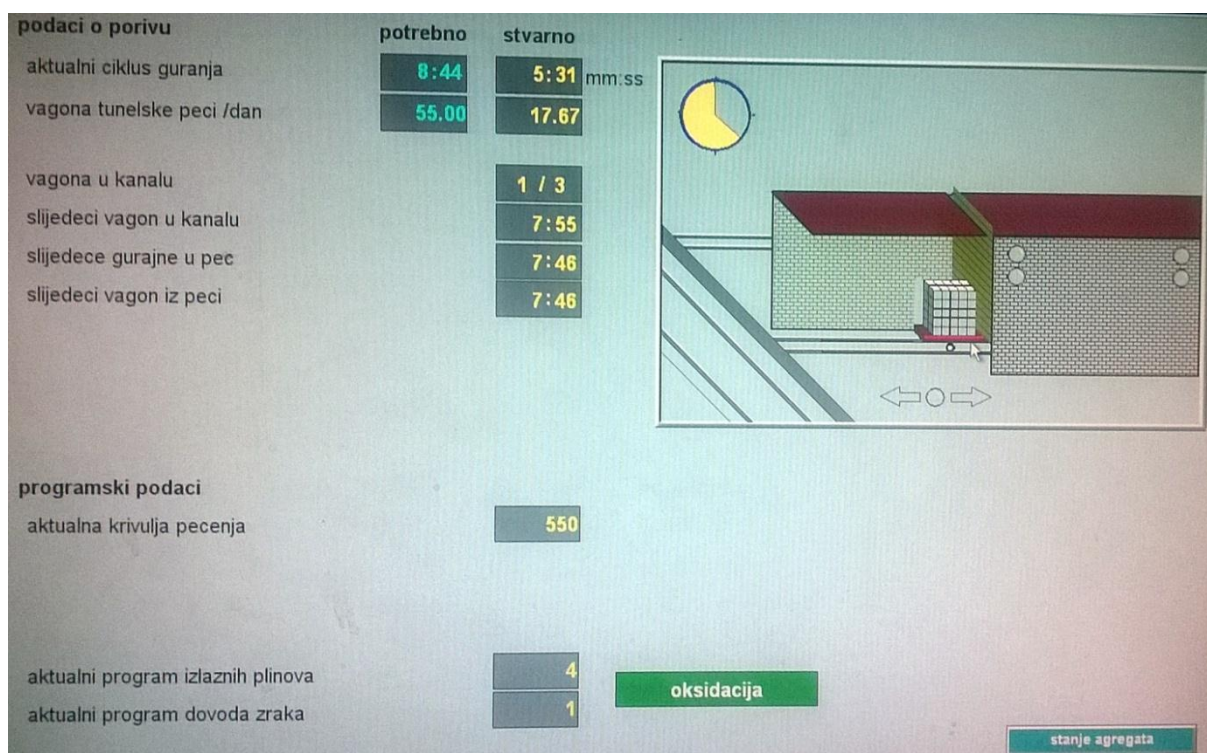 podaci o porivu potrebno stvarno
aktualni ciklus guranja 8:44 5:31 mm:ss
vagona tunelske peci /dan 55.00 17.67
vagona u kanalu 1 / 3
slijedeci vagon u kanalu 7:55
slijedece gurajne u pec 7:46
slijedeci vagon iz peci 7:46
programski podaci
aktualna krivulja pecenja 550
aktualni program izlaznih plinova 4
oksidacija
aktualni program dovoda zraka 1
stanje agregata